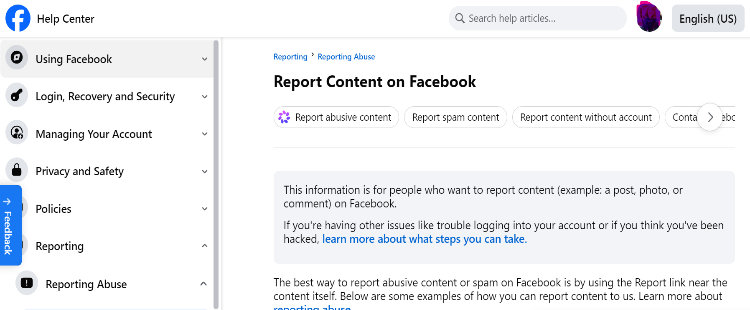 Help Center
Search help articles...
English (US)
Using Facebook
Login, Recovery and Security
Managing Your Account
Privacy and Safety
Policies
Reporting
Reporting Abuse
Feedback
Reporting › Reporting Abuse
Report Content on Facebook
Report abusive content
Report spam content
Report content without account
This information is for people who want to report content (example: a post, photo, or
comment) on Facebook.
If you're having other issues like trouble logging into your account or if you think you've been
hacked, learn more about what steps you can take.
The best way to report abusive content or spam on Facebook is by using the Report link near the
content itself. Below are some examples of how you can report content to us. Learn more about
reporting abuse.